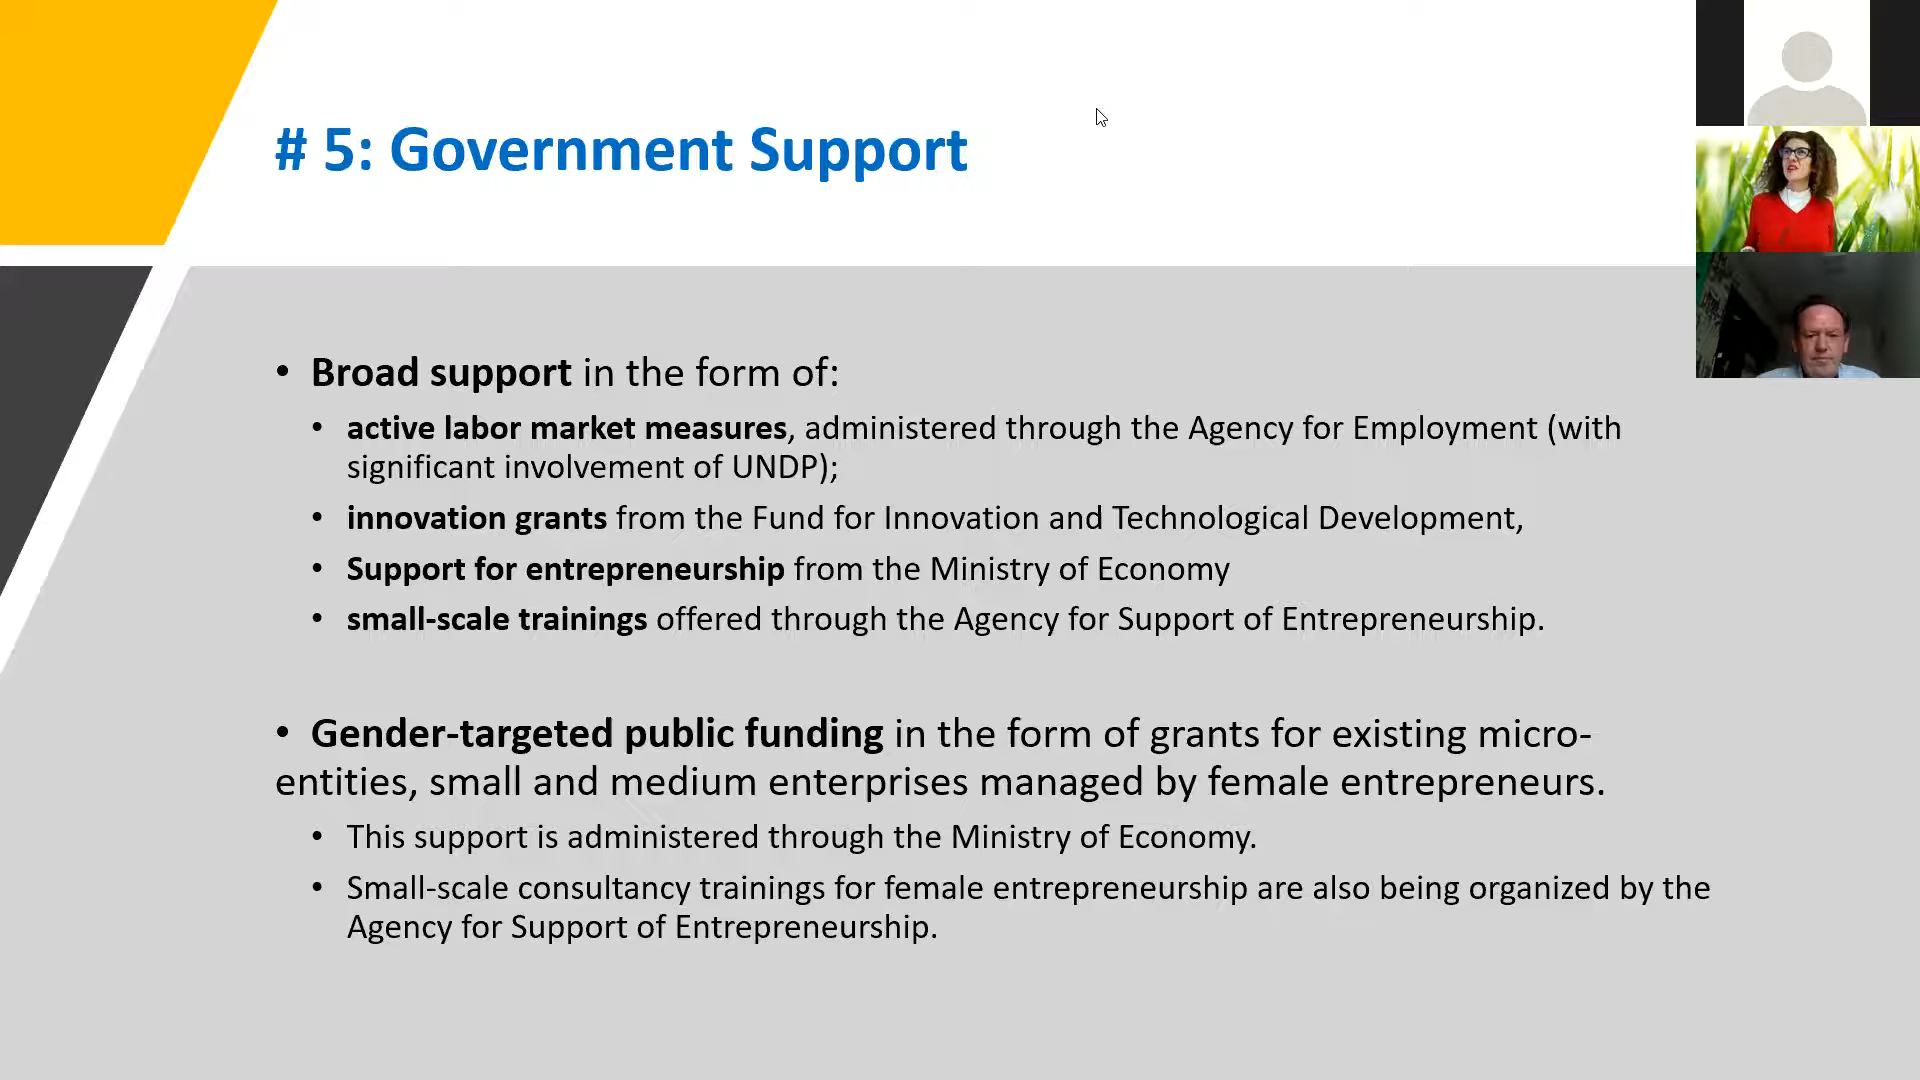 # 5: Government Support
• Broad support in the form of:
• active labor market measures, administered through the Agency for Employment (with
significant involvement of UNDP);
• innovation grants from the Fund for Innovation and Technological Development,
• Support for entrepreneurship from the Ministry of Economy
• small-scale trainings offered through the Agency for Support of Entrepreneurship.
• Gender-targeted public funding in the form of grants for existing micro-
entities, small and medium enterprises managed by female entrepreneurs.
• This support is administered through the Ministry of Economy.
• Small-scale consultancy trainings for female entrepreneurship are also being organized by the
Agency for Support of Entrepreneurship.